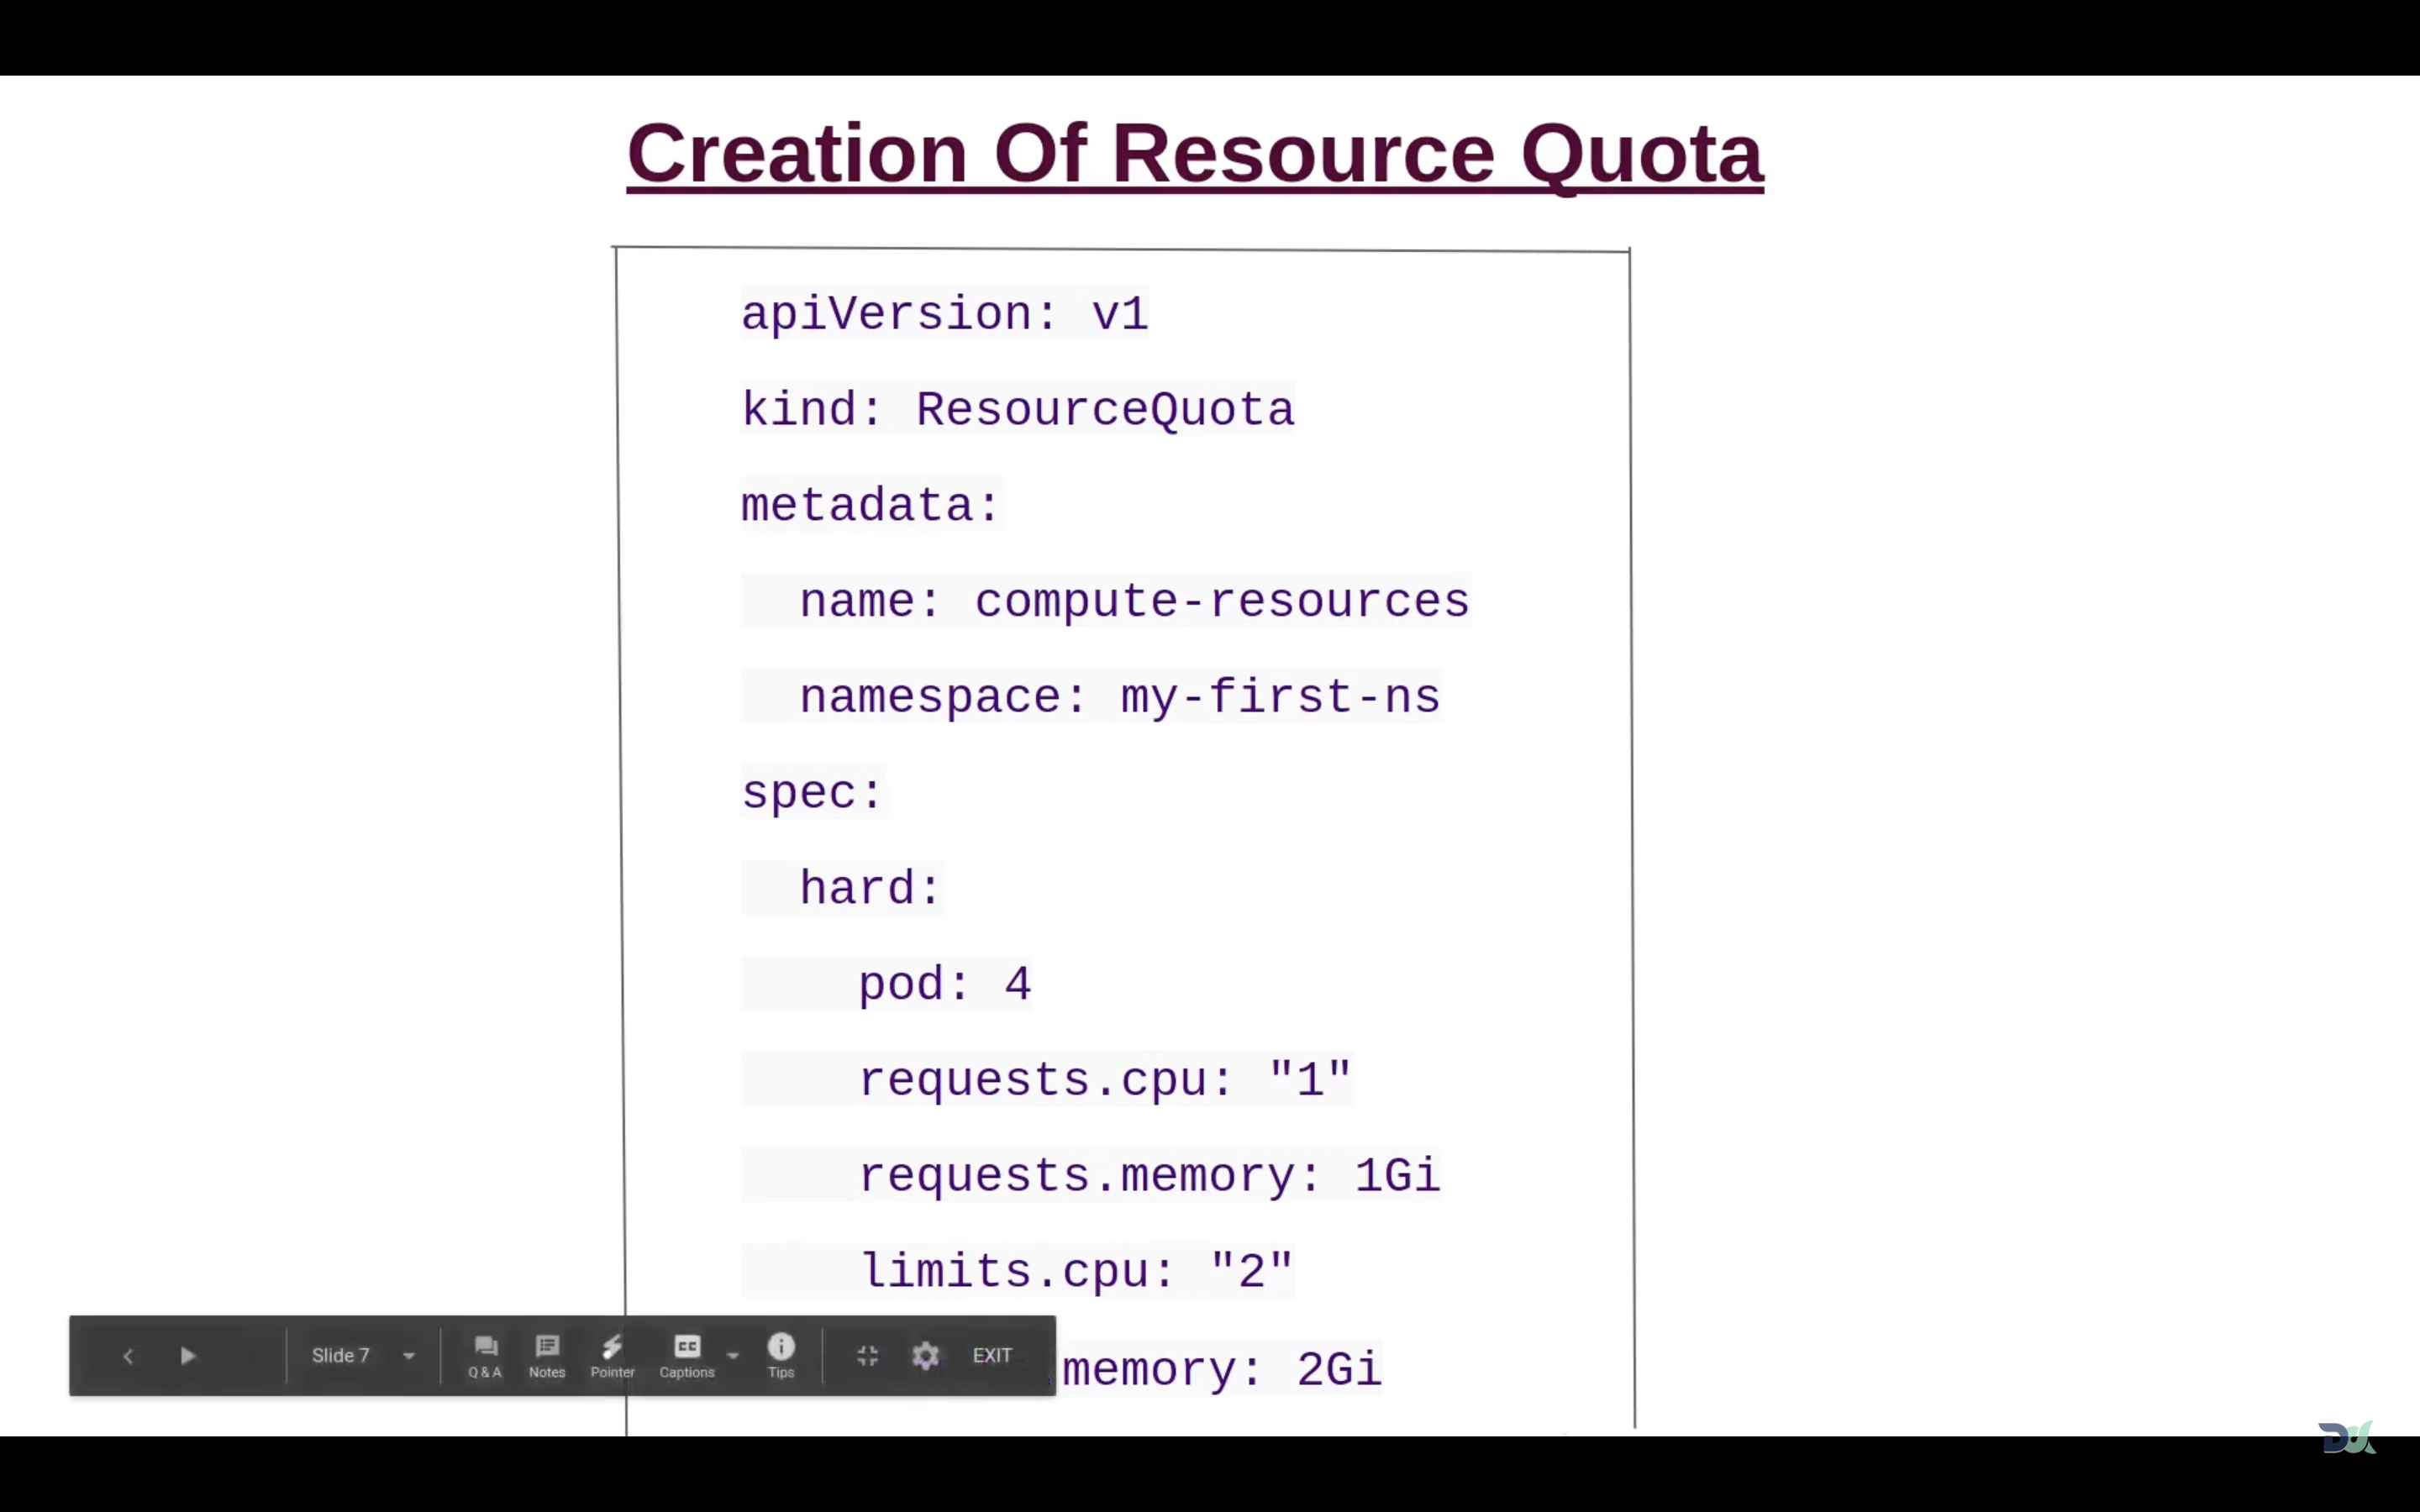 Creation Of Resource Quota
apiVersion: v1
kind: ResourceQuota
metadata:
  name: compute-resources
  namespace: my-first-ns
spec:
  hard:
    pod: 4
    requests.cpu: "1"
    requests.memory: 1Gi
    limits.cpu: "2"
memory: 2Gi
Slide 7 Q & A Notes Pointer CC Captions Tips EXIT